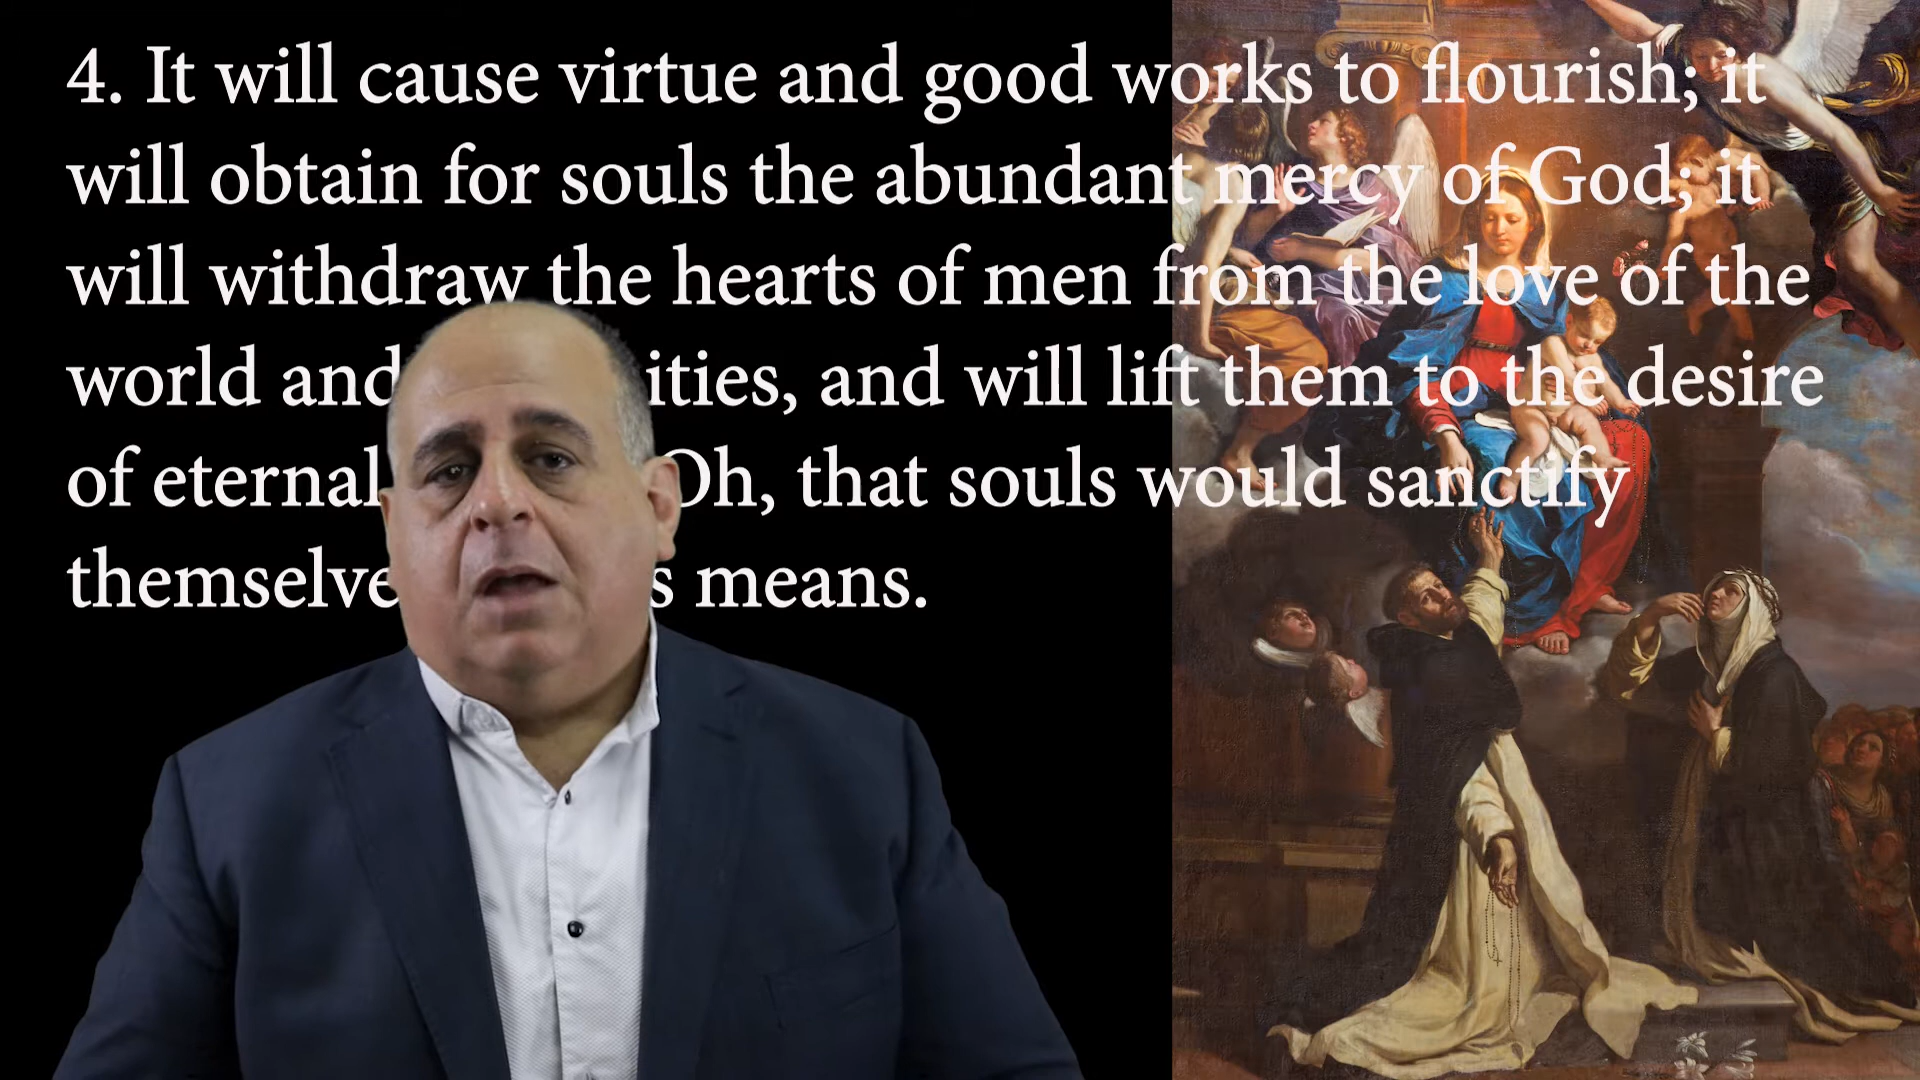 4. It will cause virtue and good works to flourish; it
will obtain for souls the abundant mercy of God; it
will withdraw the hearts of men from the love of the
world and ities, and will lift them to the desire
of eternal Oh, that souls would sanctify
themselve s means.